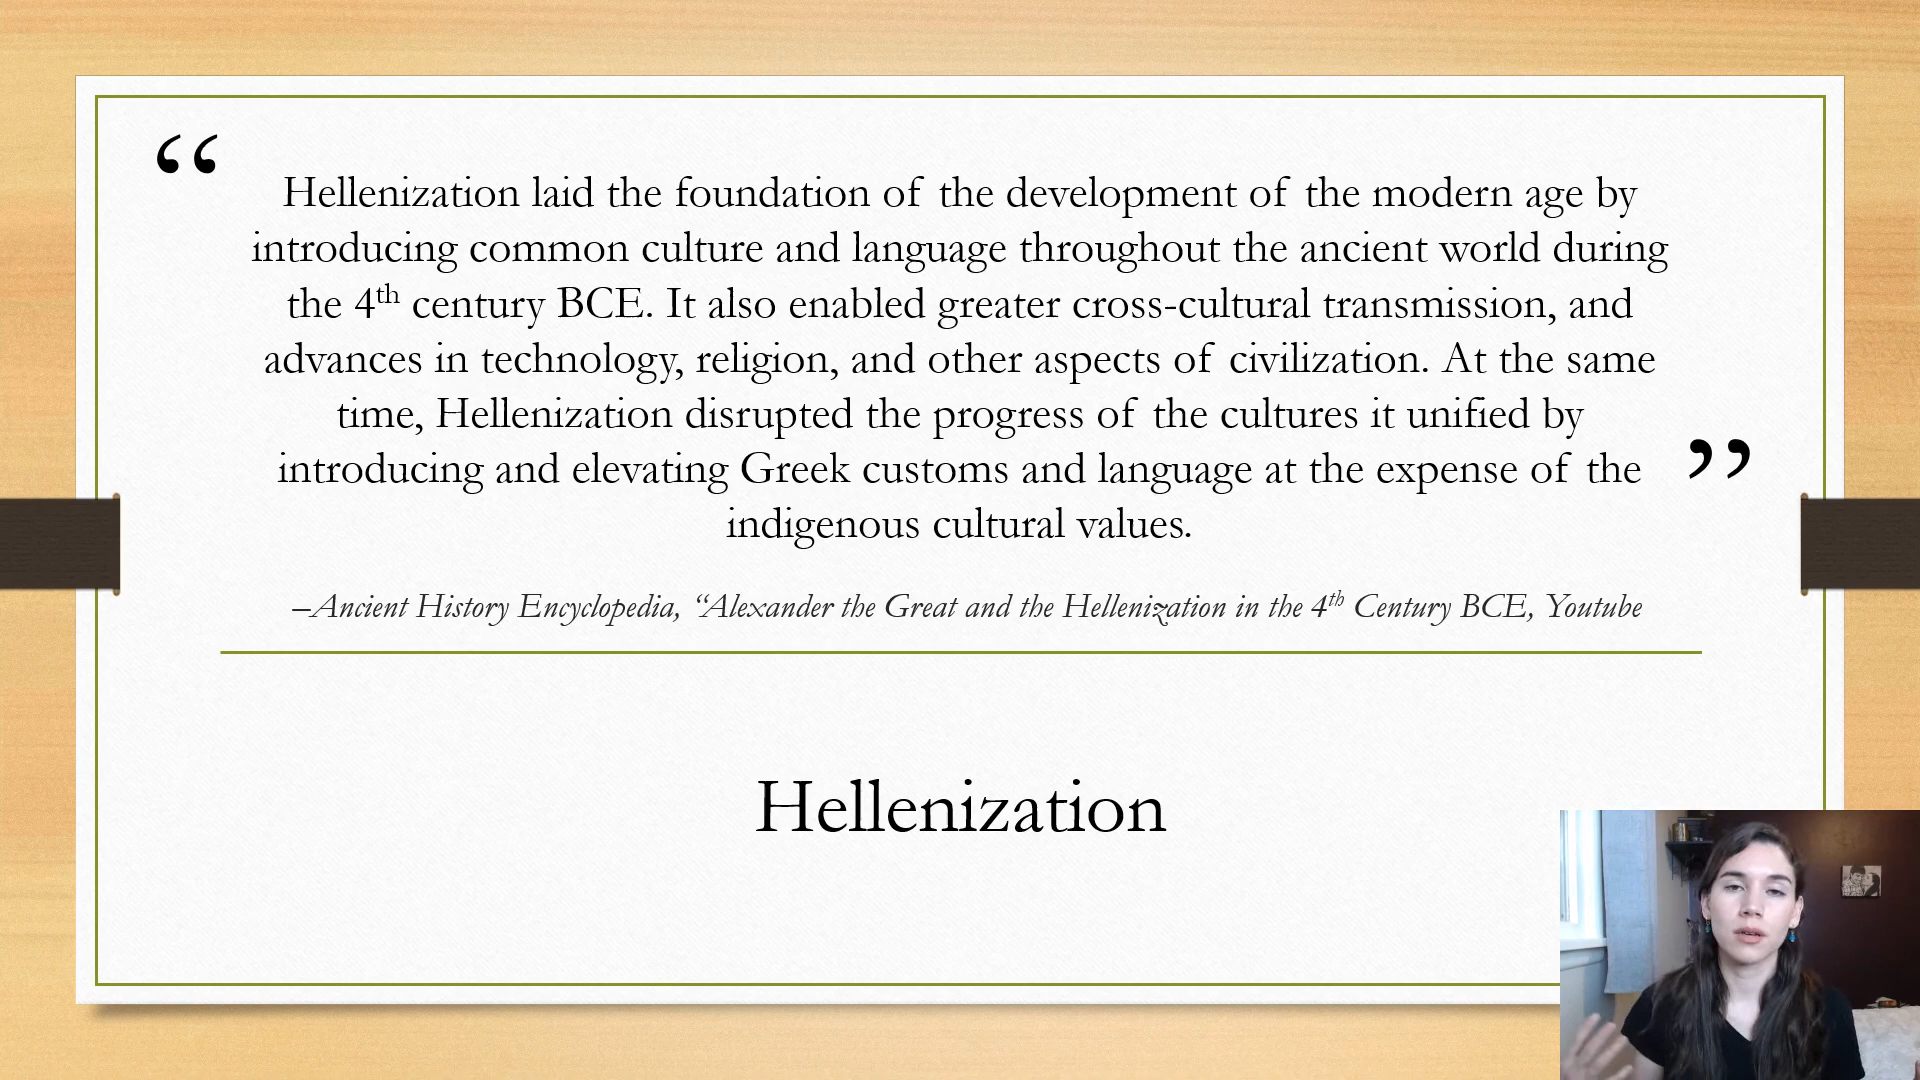 “
Hellenization laid the foundation of the development of the modern age by
introducing common culture and language throughout the ancient world during
the 4th century BCE. It also enabled greater cross-cultural transmission, and
advances in technology, religion, and other aspects of civilization. At the same
time, Hellenization disrupted the progress of the cultures it unified by
introducing and elevating Greek customs and language at the expense of the ”
indigenous cultural values.
–Ancient History Encyclopedia, “Alexander the Great and the Hellenization in the 4th Century BCE, Youtube
Hellenization